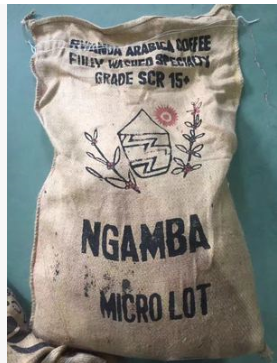 RWANDA ARABICA COFFEE
FULLY WASHED SPECIALTY
GRADE SCR 15+
NGAMBA
MICRO LOT